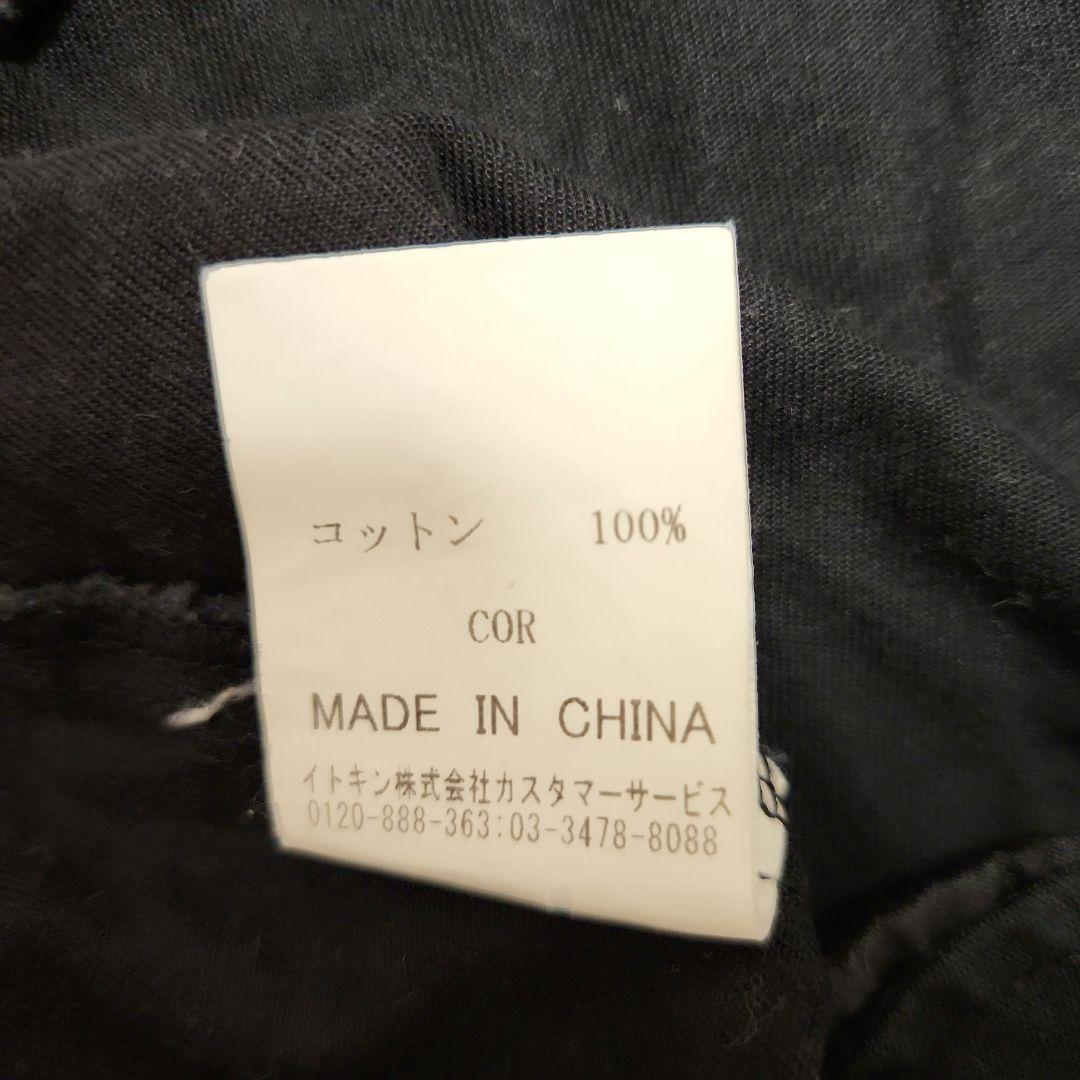 コットン 100%
COR
MADE IN CHINA
イトキン株式会社カスタマーサービス
0120-888-363:03-3478-8088